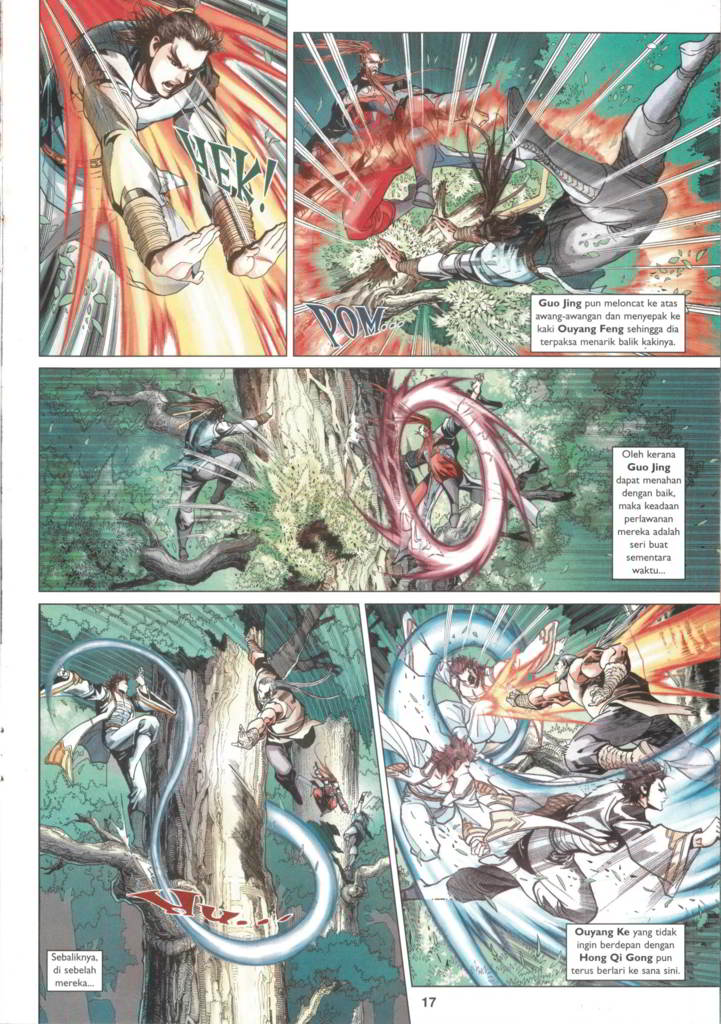 HEK!
POM...
Guo Jing pun meloncat ke atas
awang-awangan dan menyepak ke
kaki Ouyang Feng sehingga dia
terpaksa menarik balik kakinya.
Oleh kerana
Guo Jing
dapat menahan
dengan baik,
maka keadaan
perlawanan
mereka adalah
seri buat
sementara
waktu...
YU...
Sebaliknya,
di sebelah
mereka...
Ouyang Ke yang tidak
ingin berdepan dengan
Hong Qi Gong pun
terus berlari ke sana sini.
17